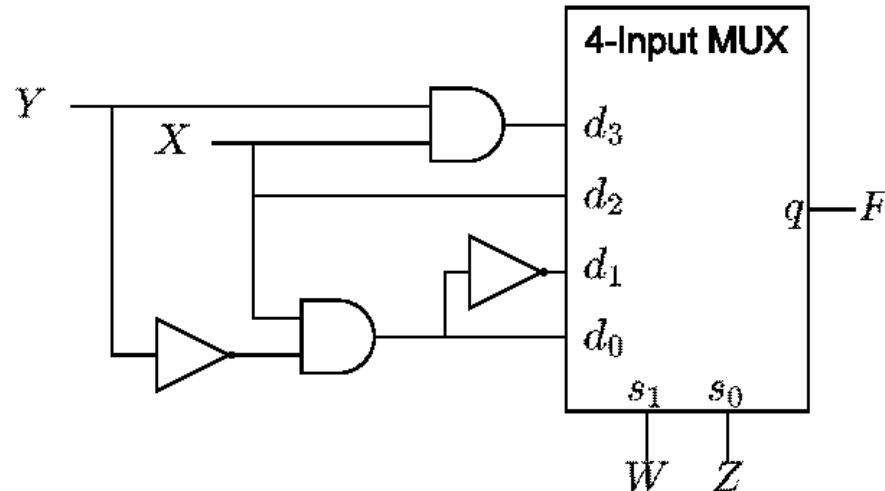 4-Input MUX
Y
X
d₃
d₂
q F
d₁
d₀
s₁ s₀
W Z